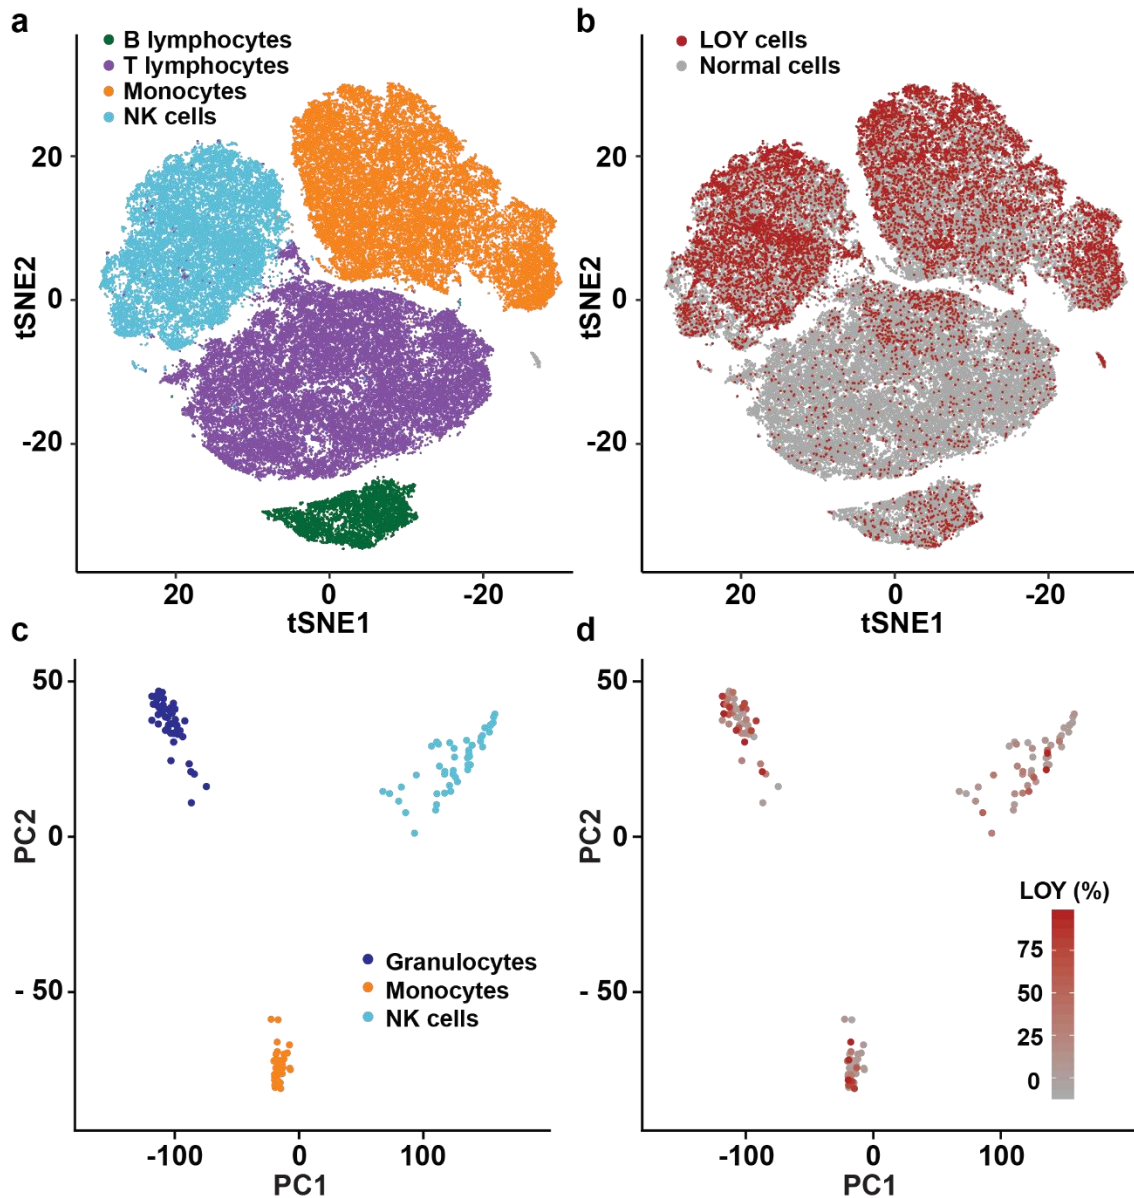 a
B lymphocytes
T lymphocytes
Monocytes
NK cells
20
0
-20
tSNE2
20
0
-20
tSNE1
b
LOY cells
Normal cells
20
0
-20
tSNE2
20
0
-20
tSNE1
c
50
0
- 50
PC2
Granulocytes
Monocytes
NK cells
-100
0
100
PC1
d
50
0
- 50
PC2
LOY (%)
75
50
25
0
-100
0
100
PC1